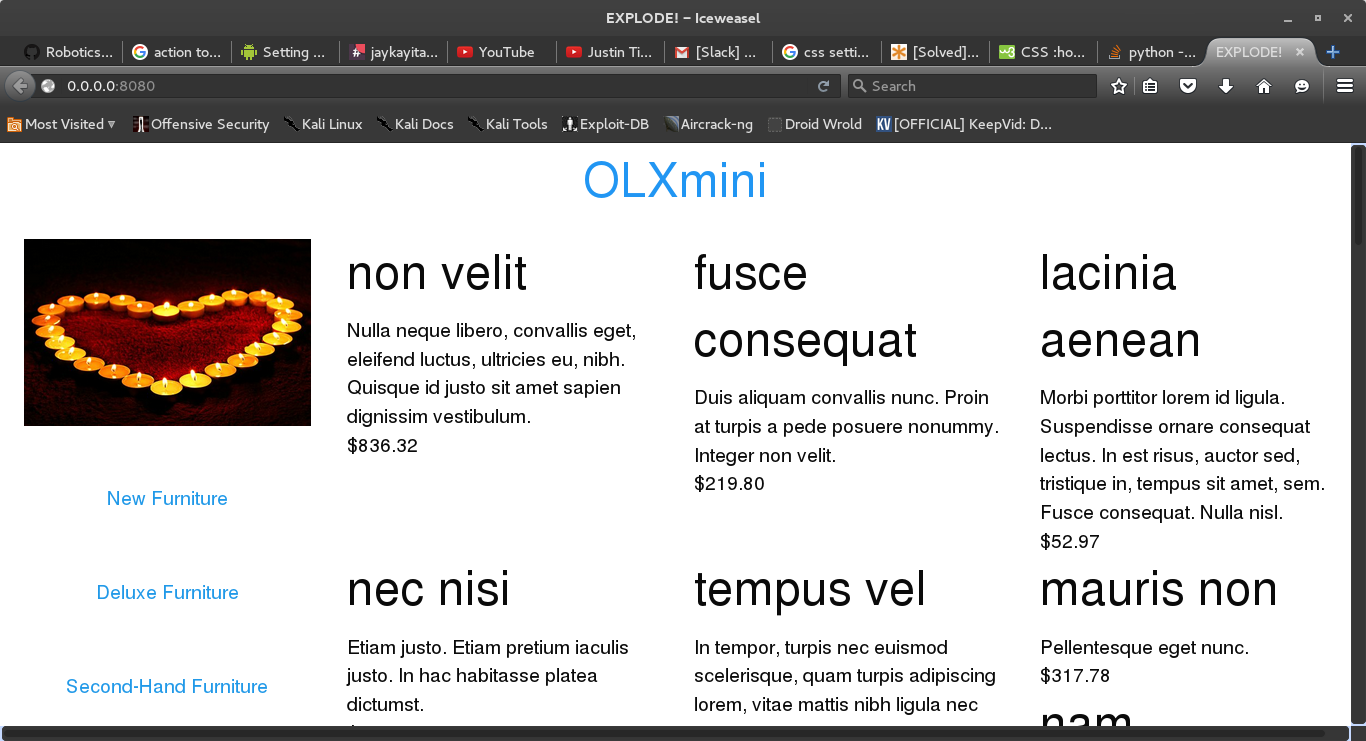 EXPLODE! – Iceweasel
Robotics...
action to...
Setting ...
jaykayita...
YouTube
Justin Ti...
[Slack] ...
css setti...
[Solved]...
CSS :ho...
python -...
EXPLODE!
0.0.0.0:8080
Search
Most Visited
Offensive Security
Kali Linux
Kali Docs
Kali Tools
Exploit-DB
Aircrack-ng
Droid Wrold
KV [OFFICIAL] KeepVid: D...
OLXmini
New Furniture
Deluxe Furniture
Second-Hand Furniture
non velit
Nulla neque libero, convallis eget,
eleifend luctus, ultricies eu, nibh.
Quisque id justo sit amet sapien
dignissim vestibulum.
$836.32
fusce
consequat
Duis aliquam convallis nunc. Proin
at turpis a pede posuere nonummy.
Integer non velit.
$219.80
lacinia
aenean
Morbi porttitor lorem id ligula.
Suspendisse ornare consequat
lectus. In est risus, auctor sed,
tristique in, tempus sit amet, sem.
Fusce consequat. Nulla nisl.
$52.97
nec nisi
Etiam justo. Etiam pretium iaculis
justo. In hac habitasse platea
dictumst.
tempus vel
In tempor, turpis nec euismod
scelerisque, quam turpis adipiscing
lorem, vitae mattis nibh ligula nec
mauris non
Pellentesque eget nunc.
$317.78
nam